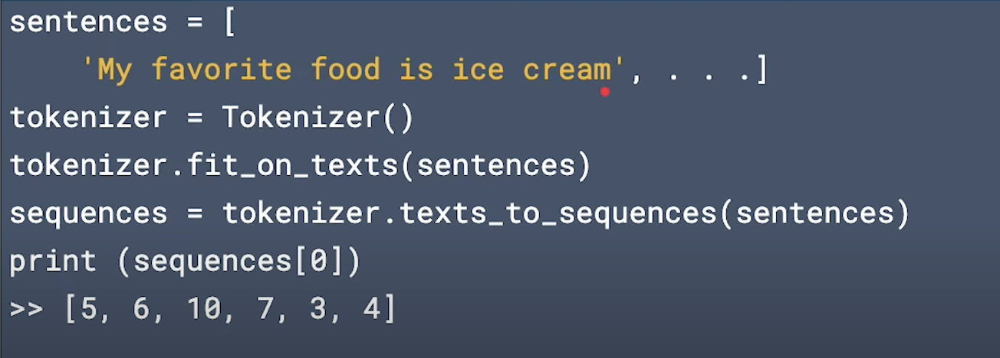 sentences = [
'My favorite food is ice cream', . . .]
tokenizer = Tokenizer()
tokenizer.fit_on_texts(sentences)
sequences = tokenizer.texts_to_sequences(sentences)
print (sequences[0])
>> [5, 6, 10, 7, 3, 4]